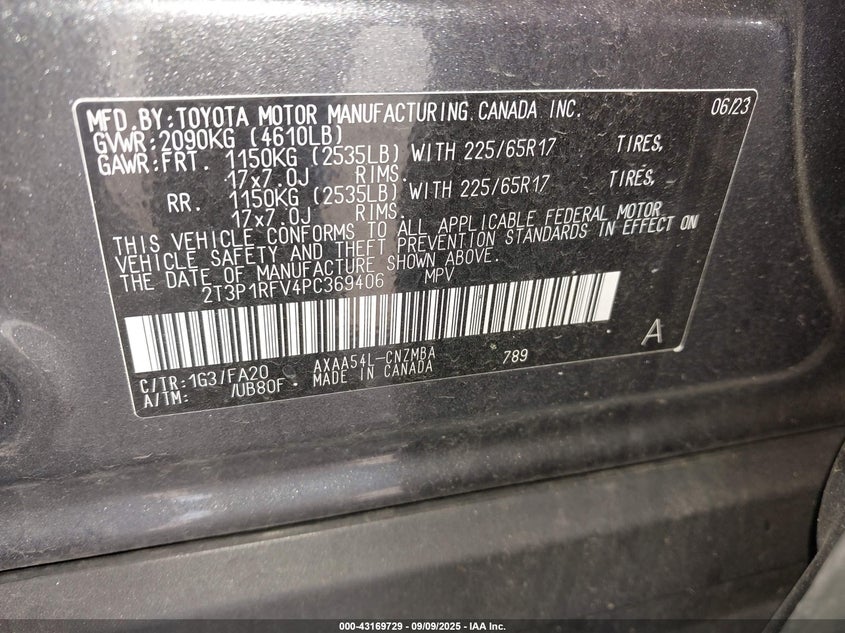 MFD.BY:TOYOTA MOTOR MANUFACTURING CANADA INC. 06/23
GVWR:2090KG (4610LB)
GAWR:FRT. 1150KG (2535LB) WITH 225/65R17 TIRES,
17x7.0J RIMS.
RR. 1150KG (2535LB) WITH 225/65R17 TIRES,
17x7.0J RIMS.
THIS VEHICLE CONFORMS TO ALL APPLICABLE FEDERAL MOTOR
VEHICLE SAFETY AND THEFT PREVENTION STANDARDS IN EFFECT ON
THE DATE OF MANUFACTURE SHOWN ABOVE.
2T3P1RFV4PC369406 MPV
A
C/TR:1G3/FA20 AXAA54L-CNZMBA 789
A/TM: /UB80F MADE IN CANADA
000-43169729 - 09/09/2025 - IAA Inc.